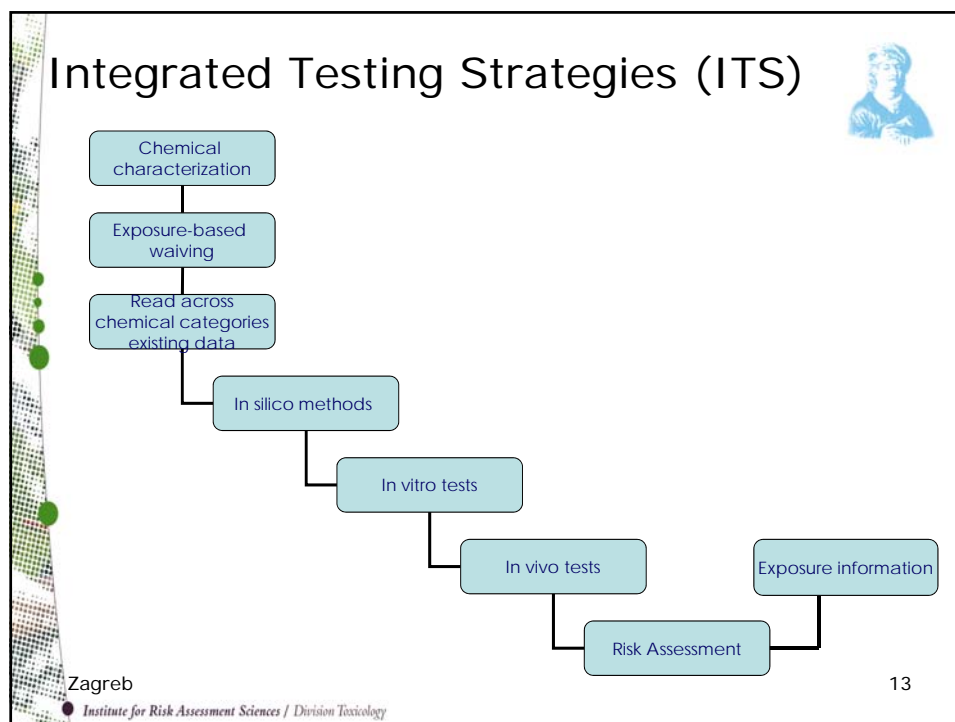 Integrated Testing Strategies (ITS)
Chemical
characterization
Exposure-based
waiving
Read across
chemical categories
existing data
In silico methods
In vitro tests
In vivo tests
Exposure information
Risk Assessment
Zagreb
13
Institute for Risk Assessment Sciences / Division Toxicology